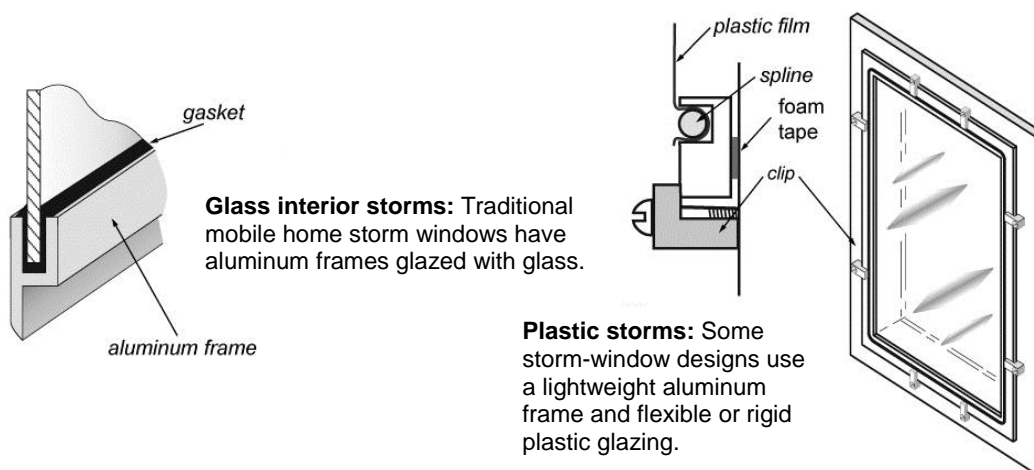 gasket
Glass interior storms: Traditional
mobile home storm windows have
aluminum frames glazed with glass.
aluminum frame
plastic film
spline
foam
tape
clip
Plastic storms: Some
storm-window designs use
a lightweight aluminum
frame and flexible or rigid
plastic glazing.